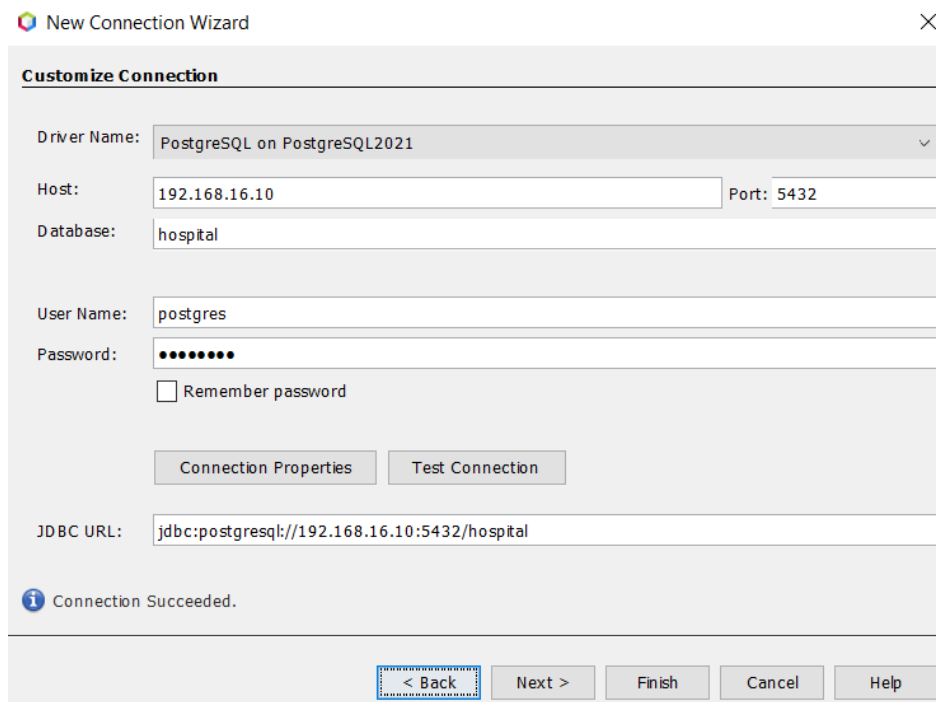 New Connection Wizard
Customize Connection
Driver Name: PostgreSQL on PostgreSQL2021
Host: 192.168.16.10 Port: 5432
Database: hospital
User Name: postgres
Password: ••••••••
Remember password
Connection Properties Test Connection
JDBC URL: jdbc:postgresql://192.168.16.10:5432/hospital
Connection Succeeded.
< Back Next > Finish Cancel Help